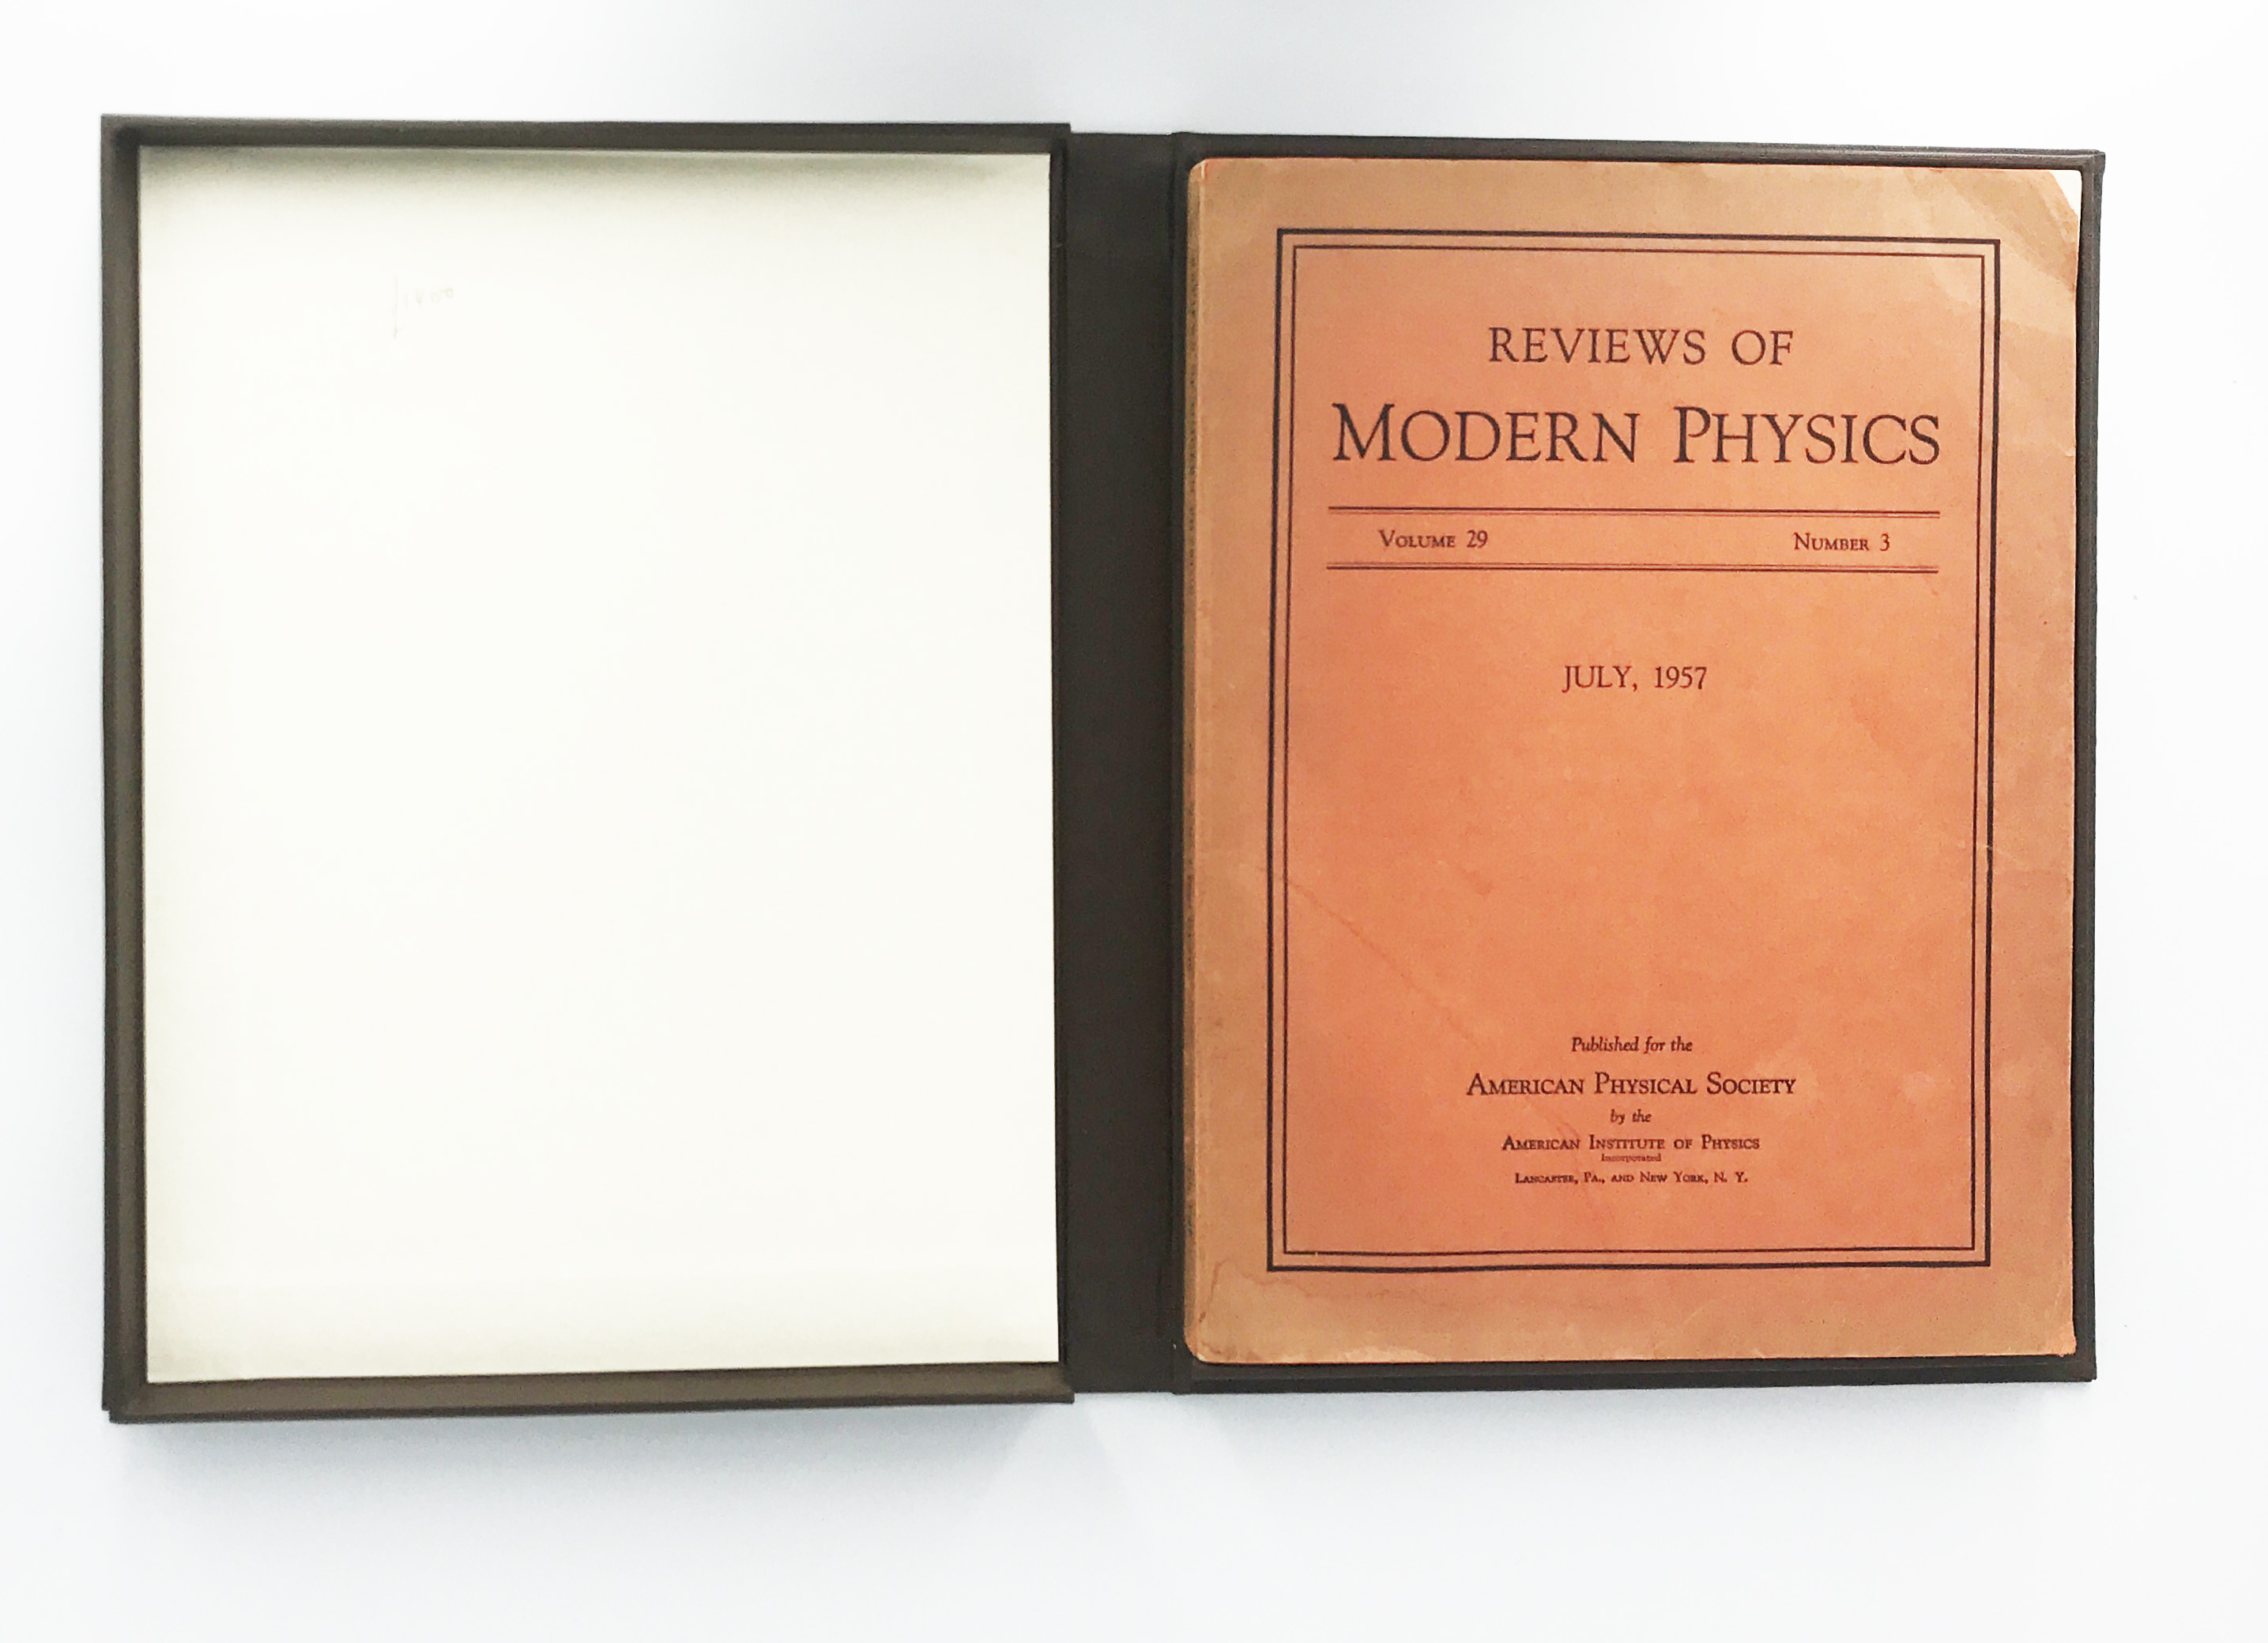 REVIEWS OF
MODERN PHYSICS
VOLUME 29 NUMBER 3
JULY, 1957
Published for the
AMERICAN PHYSICAL SOCIETY
by the
AMERICAN INSTITUTE OF PHYSICS
Incorporated
LANCASTER, PA., AND NEW YORK, N. Y.